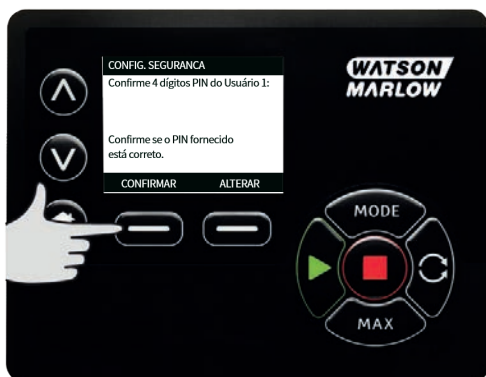 CONFIG. SEGURANCA
Confirme 4 dígitos PIN do Usuário 1:
Confirme se o PIN fornecido
está correto.
CONFIRMAR ALTERAR
WATSON
MARLOW
MODE
MAX